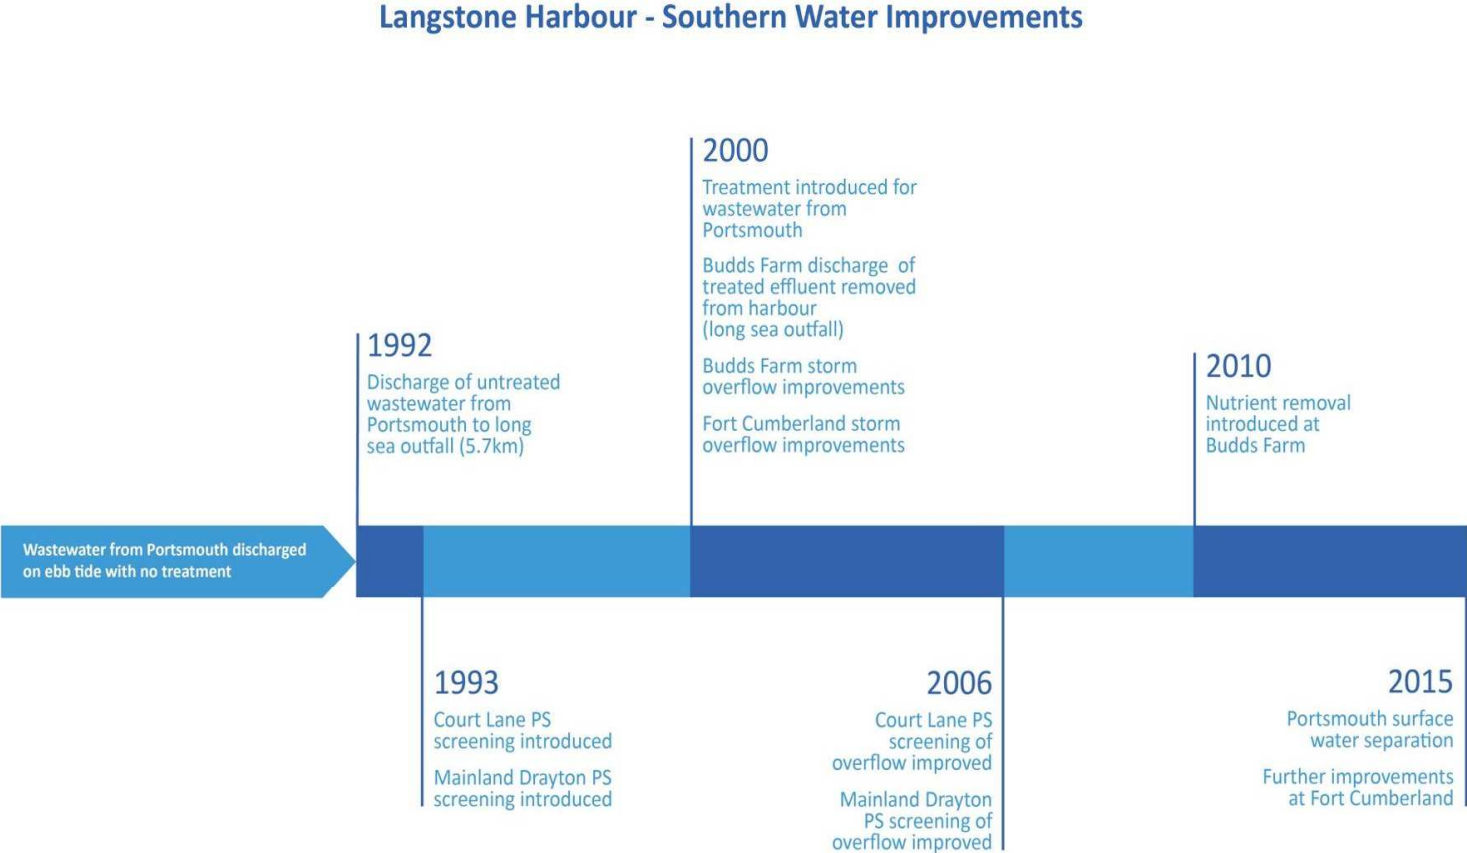 Langstone Harbour - Southern Water Improvements
2000
Treatment introduced for
wastewater from
Portsmouth
Budds Farm discharge of
treated effluent removed
from harbour
(long sea outfall)
Budds Farm storm
overflow improvements
Fort Cumberland storm
overflow improvements
1992
Discharge of untreated
wastewater from
Portsmouth to long
sea outfall (5.7km)
2010
Nutrient removal
introduced at
Budds Farm
Wastewater from Portsmouth discharged
on ebb tide with no treatment
1993
Court Lane PS
screening introduced
Mainland Drayton PS
screening introduced
2006
Court Lane PS
screening of
overflow improved
Mainland Drayton
PS screening of
overflow improved
2015
Portsmouth surface
water separation
Further improvements
at Fort Cumberland